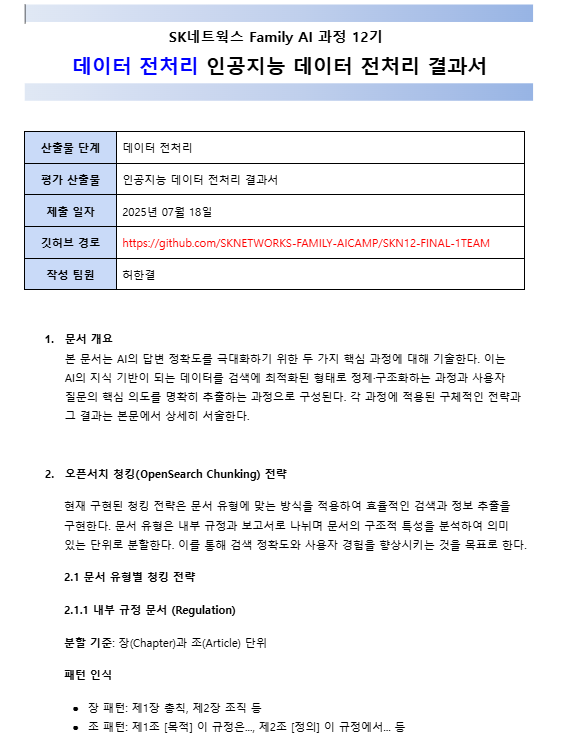 SK네트웍스 Family AI 과정 12기
데이터 전처리 인공지능 데이터 전처리 결과서
산출물 단계 데이터 전처리
평가 산출물 인공지능 데이터 전처리 결과서
제출 일자 2025년 07월 18일
깃허브 경로 https://github.com/SKNETWORKS-FAMILY-AICAMP/SKN12-FINAL-1TEAM
작성 팀원 허한결
1. 문서 개요
본 문서는 AI의 답변 정확도를 극대화하기 위한 두 가지 핵심 과정에 대해 기술한다. 이는
AI의 지식 기반이 되는 데이터를 검색에 최적화된 형태로 정제·구조화하는 과정과 사용자
질문의 핵심 의도를 명확히 추출하는 과정으로 구성된다. 각 과정에 적용된 구체적인 전략과
그 결과는 본문에서 상세히 서술한다.
2. 오픈서치 청킹(OpenSearch Chunking) 전략
현재 구현된 청킹 전략은 문서 유형에 맞는 방식을 적용하여 효율적인 검색과 정보 추출을
구현한다. 문서 유형은 내부 규정과 보고서로 나뉘며 문서의 구조적 특성을 분석하여 의미
있는 단위로 분할한다. 이를 통해 검색 정확도와 사용자 경험을 향상시키는 것을 목표로 한다.
2.1 문서 유형별 청킹 전략
2.1.1 내부 규정 문서 (Regulation)
분할 기준: 장(Chapter)과 조(Article) 단위
패턴 인식
● 장 패턴: 제1장 총칙, 제2장 조직 등
● 조 패턴: 제1조 [목적] 이 규정은..., 제2조 [정의] 이 규정에서... 등